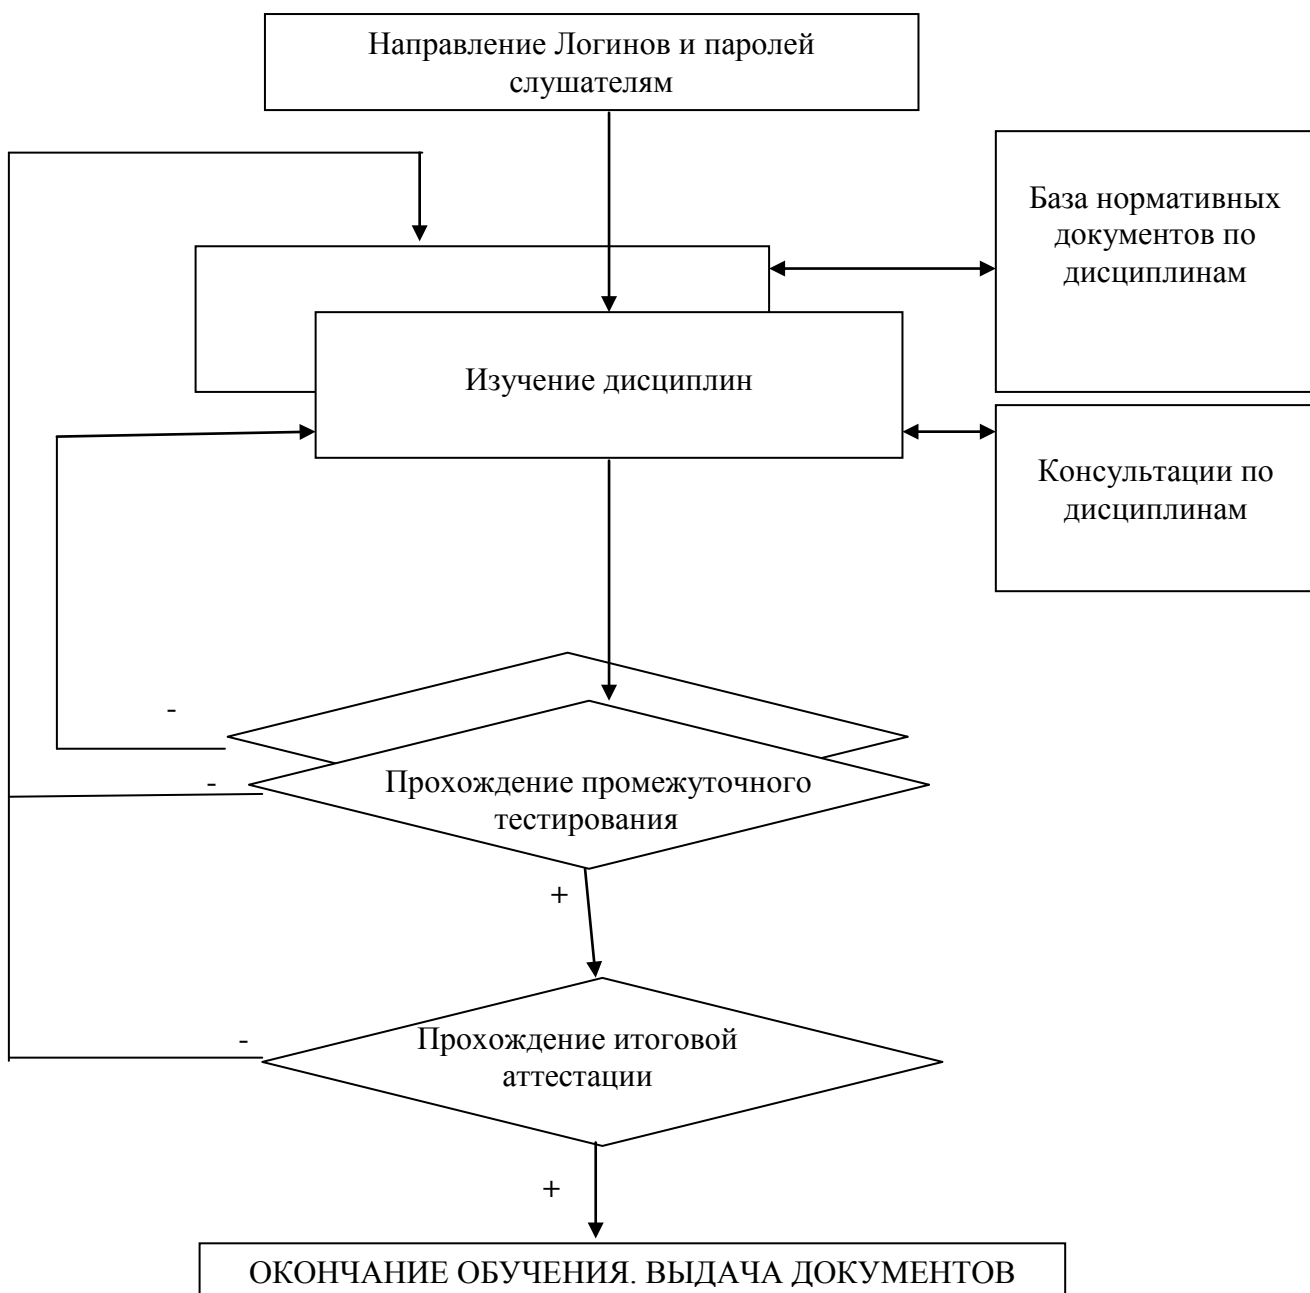 Направление Логинов и паролей
слушателям
База нормативных
документов по
дисциплинам
Изучение дисциплин
Консультации по
дисциплинам
-
-
Прохождение промежуточного
тестирования
+
-
Прохождение итоговой
аттестации
+
ОКОНЧАНИЕ ОБУЧЕНИЯ. ВЫДАЧА ДОКУМЕНТОВ